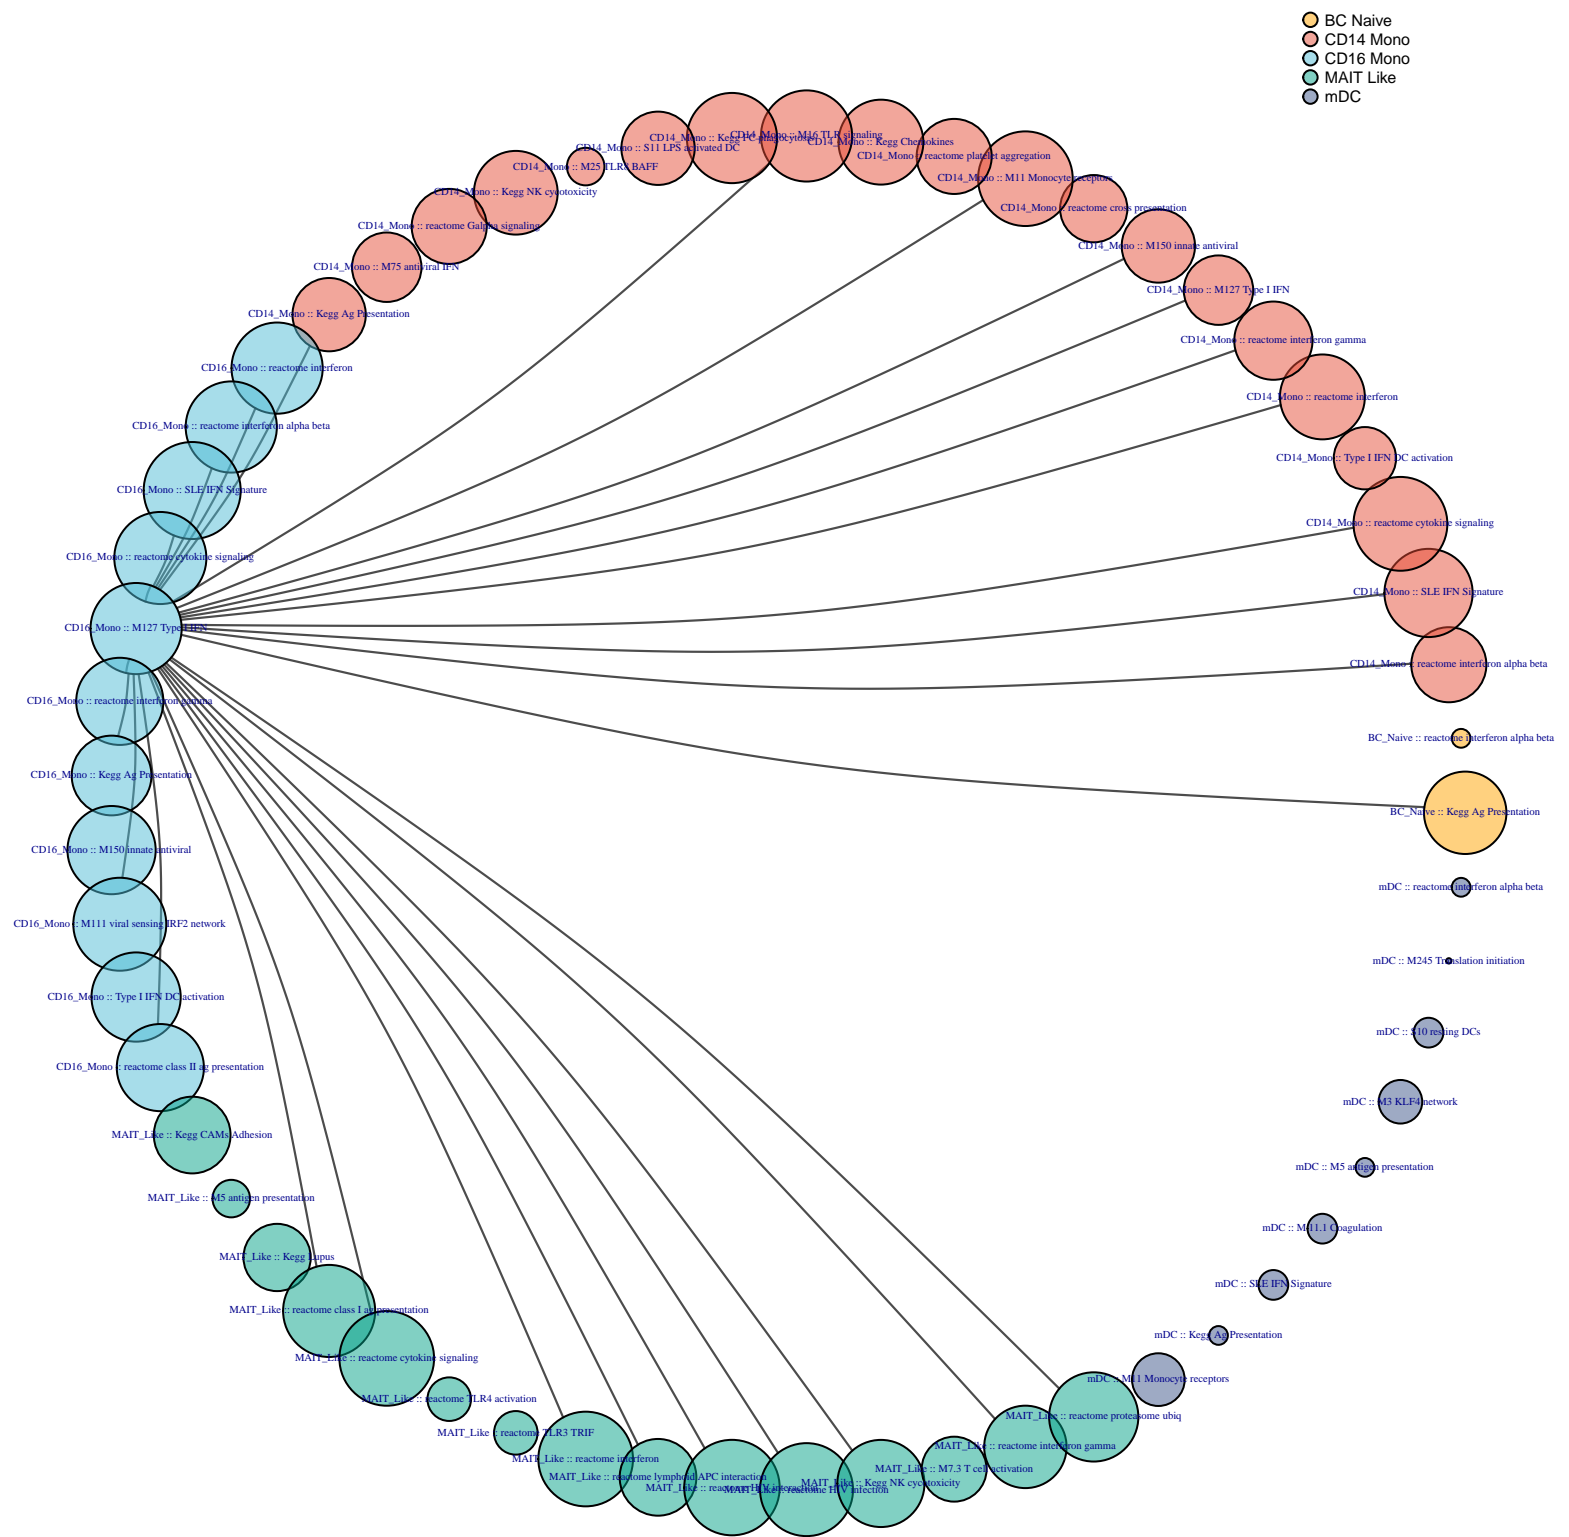 BC Naive
CD14 Mono
CD16 Mono
MAIT Like
mDC
CD14_Mono :: M16 TLR signaling
CD14_Mono :: Kegg FC phagocytosis
CD14_Mono :: Kegg Chemokines
CD14_Mono :: S11 LPS activated DC
CD14_Mono :: reactome platelet aggregation
CD14_Mono :: M25 TLR8 BAFF
CD14_Mono :: M11 Monocyte receptors
CD14_Mono :: Kegg NK cycotoxicity
CD14_Mono :: reactome cross presentation
CD14_Mono :: reactome Galpha signaling
CD14_Mono :: M150 innate antiviral
CD14_Mono :: M75 antiviral IFN
CD14_Mono :: M127 Type I IFN
CD14_Mono :: Kegg Ag Presentation
CD14_Mono :: reactome interferon gamma
CD16_Mono :: reactome interferon
CD14_Mono :: reactome interferon
CD16_Mono :: reactome interferon alpha beta
CD14_Mono :: Type I IFN DC activation
CD16_Mono :: SLE IFN Signature
CD14_Mono :: reactome cytokine signaling
CD16_Mono :: reactome cytokine signaling
CD14_Mono :: SLE IFN Signature
CD16_Mono :: M127 Type I IFN
CD14_Mono :: reactome interferon alpha beta
CD16_Mono :: reactome interferon gamma
BC_Naive :: reactome interferon alpha beta
CD16_Mono :: Kegg Ag Presentation
BC_Naive :: Kegg Ag Presentation
CD16_Mono :: M150 innate antiviral
mDC :: reactome interferon alpha beta
CD16_Mono :: M111 viral sensing IRF2 network
mDC :: M245 Translation initiation
CD16_Mono :: Type I IFN DC activation
mDC :: S10 resting DCs
CD16_Mono :: reactome class II ag presentation
mDC :: M3 KLF4 network
MAIT_Like :: Kegg CAMs Adhesion
mDC :: M5 antigen presentation
MAIT_Like :: M5 antigen presentation
mDC :: M11.1 Coagulation
MAIT_Like :: Kegg Lupus
mDC :: SLE IFN Signature
MAIT_Like :: reactome class I ag presentation
mDC :: Kegg Ag Presentation
MAIT_Like :: reactome cytokine signaling
mDC :: M11 Monocyte receptors
MAIT_Like :: reactome TLR4 activation
MAIT_Like :: reactome proteasome ubiq
MAIT_Like :: reactome TLR3 TRIF
MAIT_Like :: reactome interferon gamma
MAIT_Like :: reactome interferon
MAIT_Like :: M7.3 T cell activation
MAIT_Like :: reactome lymphoid APC interaction
MAIT_Like :: Kegg NK cycotoxicity
MAIT_Like :: reactome HIV interaction
MAIT_Like :: reactome HIV infection